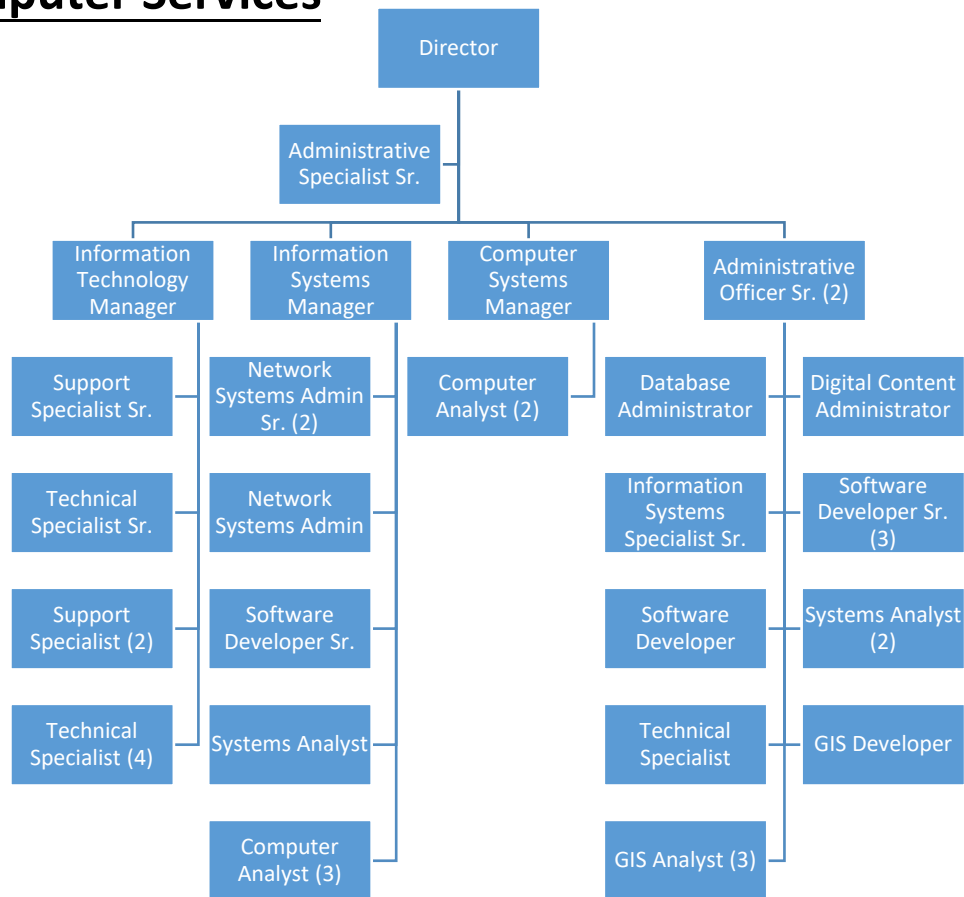 Services
Director
Administrative
Specialist Sr.
Information
Technology
Manager
Information
Systems
Manager
Computer
Systems
Manager
Administrative
Officer Sr. (2)
Support
Specialist Sr.
Network
Systems Admin
Sr. (2)
Computer
Analyst (2)
Database
Administrator
Digital Content
Administrator
Technical
Specialist Sr.
Network
Systems Admin
Information
Systems
Specialist Sr.
Software
Developer Sr.
(3)
Support
Specialist (2)
Software
Developer Sr.
Software
Developer
Systems Analyst
(2)
Technical
Specialist (4)
Systems Analyst
Technical
Specialist
GIS Developer
Computer
Analyst (3)
GIS Analyst (3)